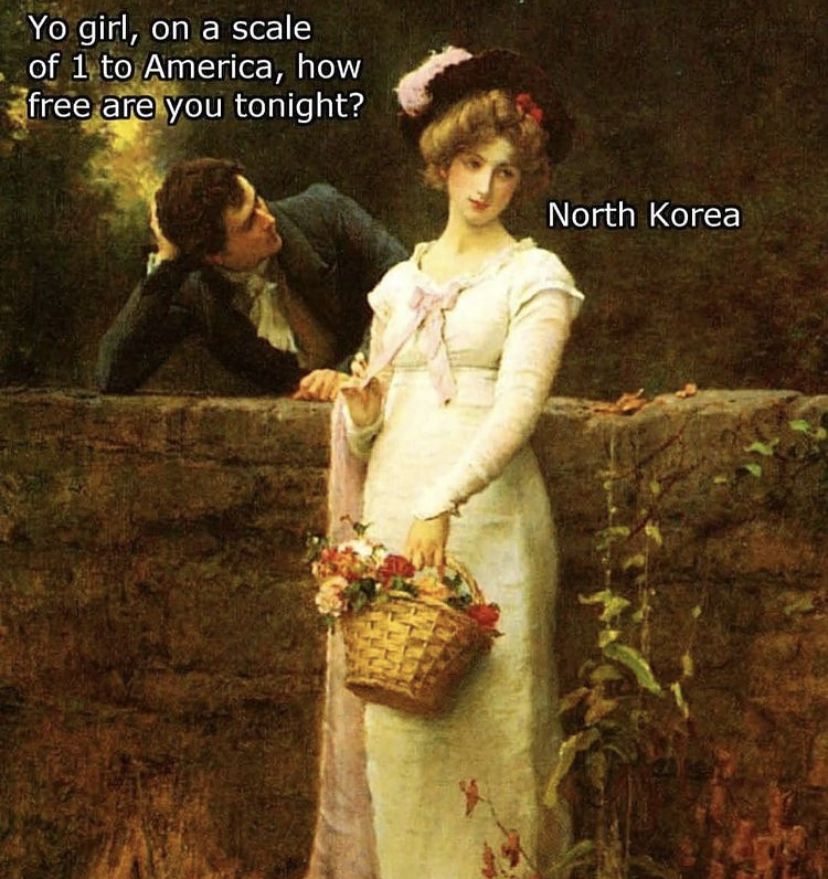 Yo girl, on a scale
of 1 to America, how
free are you tonight?
North Korea